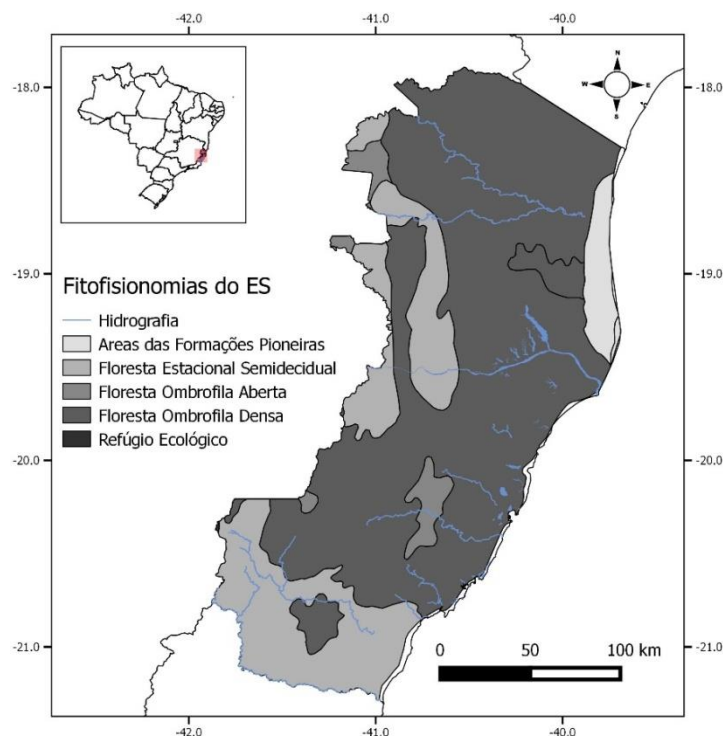 -42.0 -41.0 -40.0
N
W E
S
-18.0 -18.0
-19.0 -19.0
Fitofisionomias do ES
Hidrografia
Areas das Formações Pioneiras
Floresta Estacional Semidecidual
Floresta Ombrofila Aberta
Floresta Ombrofila Densa
Refúgio Ecológico
-20.0 -20.0
-21.0 -21.0
0 50 100 km
-42.0 -41.0 -40.0